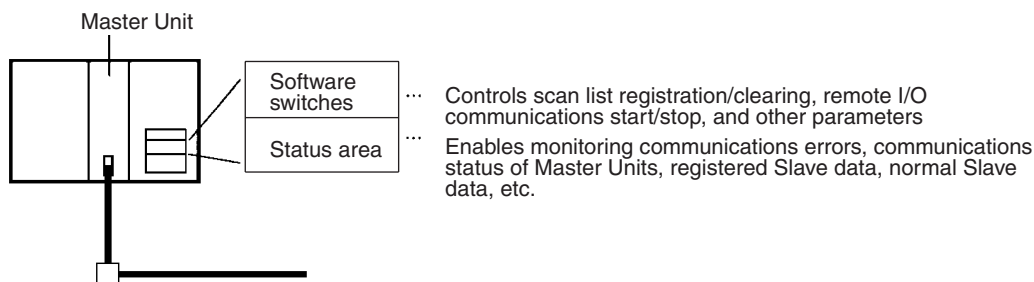 Master Unit
Software
switches
... Controls scan list registration/clearing, remote I/O
communications start/stop, and other parameters
Status area
... Enables monitoring communications errors, communications
status of Master Units, registered Slave data, normal Slave
data, etc.